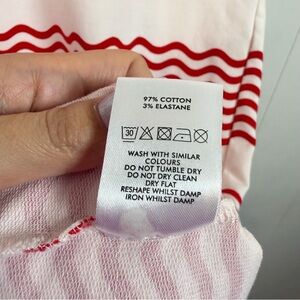 97% COTTON
3% ELASTANE
30
WASH WITH SIMILAR
COLOURS
DO NOT TUMBLE DRY
DO NOT DRY CLEAN
DRY FLAT
RESHAPE WHILST DAMP
IRON WHILST DAMP